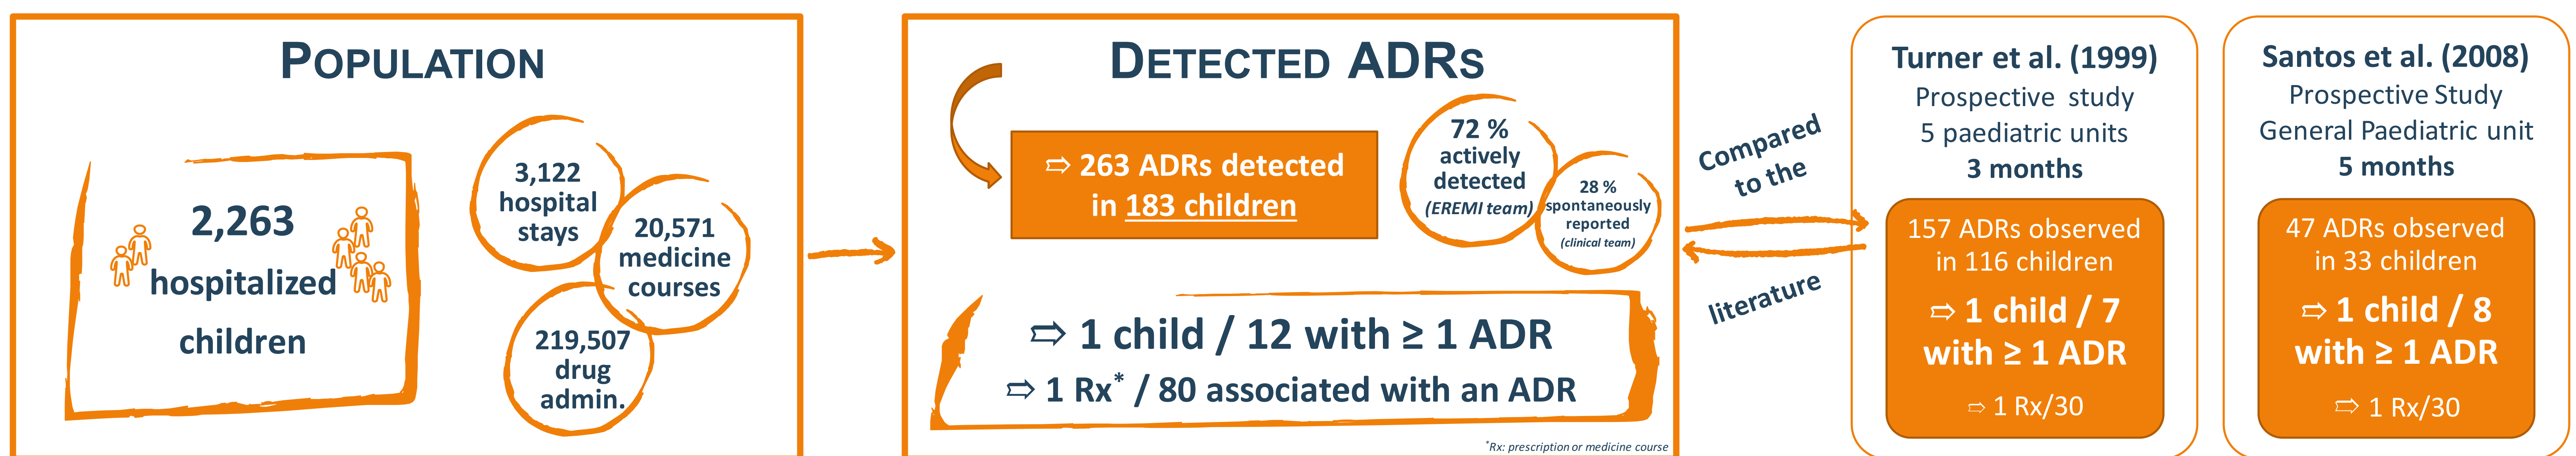 POPULATION
2,263
hospitalized
children
3,122
hospital
stays
20,571
medicine
courses
219,507
drug
admin.
DETECTED ADRS
⇨ 263 ADRs detected
in 183 children
72 %
actively
detected
(EREMI team)
28 %
spontaneously
reported
(clinical team)
⇨ 1 child / 12 with ≥ 1 ADR
⇨ 1 Rx* / 80 associated with an ADR
*Rx: prescription or medicine course
Compared
to the
literature
Turner et al. (1999)
Prospective study
5 paediatric units
3 months
157 ADRs observed
in 116 children
⇨ 1 child / 7
with ≥ 1 ADR
⇨ 1 Rx/30
Santos et al. (2008)
Prospective Study
General Paediatric unit
5 months
47 ADRs observed
in 33 children
⇨ 1 child / 8
with ≥ 1 ADR
⇨ 1 Rx/30